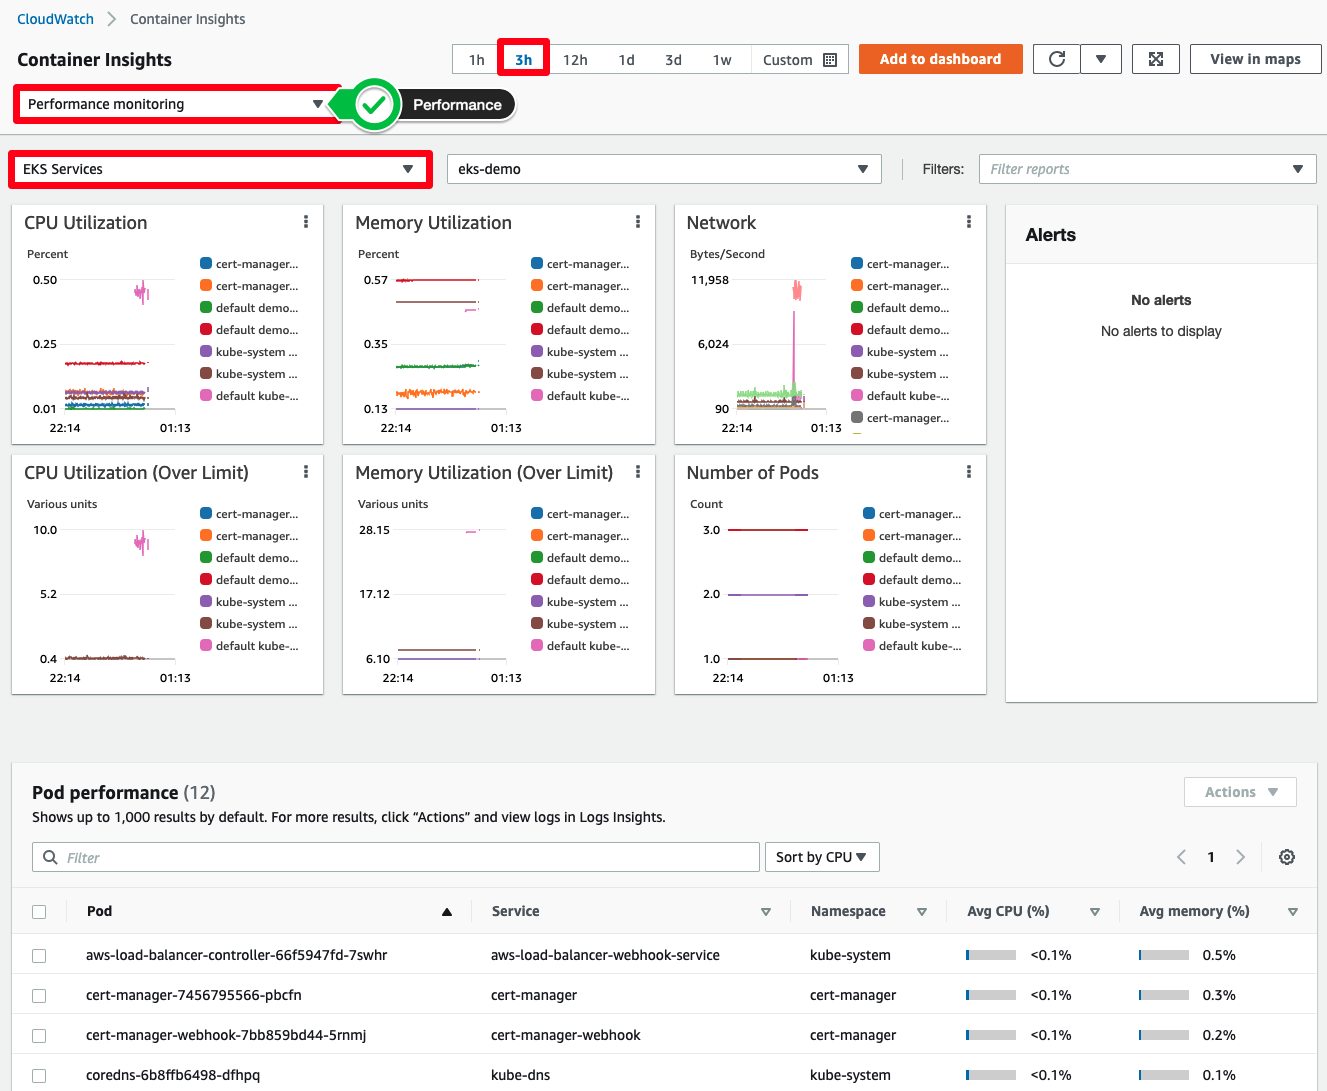 CloudWatch > Container Insights
Container Insights
1h 3h 12h 1d 3d 1w Custom
Add to dashboard
View in maps
Performance monitoring
Performance
EKS Services
eks-demo
Filters:
Filter reports
CPU Utilization
Percent
0.50
0.25
0.01
22:14 01:13
cert-manager...
cert-manager...
default demo...
default demo...
kube-system ...
kube-system ...
default kube-...
Memory Utilization
Percent
0.57
0.35
0.13
22:14 01:13
cert-manager...
cert-manager...
default demo...
default demo...
kube-system ...
kube-system ...
default kube-...
Network
Bytes/Second
11,958
6,024
90
22:14 01:13
cert-manager...
cert-manager...
default demo...
default demo...
kube-system ...
kube-system ...
default kube-...
cert-manager...
Alerts
No alerts
No alerts to display
CPU Utilization (Over Limit)
Various units
10.0
5.2
0.4
22:14 01:13
cert-manager...
cert-manager...
default demo...
default demo...
kube-system ...
kube-system ...
default kube-...
Memory Utilization (Over Limit)
Various units
28.15
17.12
6.10
22:14 01:13
cert-manager...
cert-manager...
default demo...
default demo...
kube-system ...
kube-system ...
default kube-...
Number of Pods
Count
3.0
2.0
1.0
22:14 01:13
cert-manager...
cert-manager...
default demo...
default demo...
kube-system ...
kube-system ...
default kube-...
Pod performance (12)
Actions
Shows up to 1,000 results by default. For more results, click “Actions” and view logs in Logs Insights.
Filter
Sort by CPU
1
Pod Service Namespace Avg CPU (%) Avg memory (%)
aws-load-balancer-controller-66f5947fd-7swhr aws-load-balancer-webhook-service kube-system <0.1% 0.5%
cert-manager-7456795566-pbcfn cert-manager cert-manager <0.1% 0.3%
cert-manager-webhook-7bb859bd44-5rnmj cert-manager-webhook cert-manager <0.1% 0.2%
coredns-6b8ffb6498-dfhpq kube-dns kube-system <0.1% 0.1%